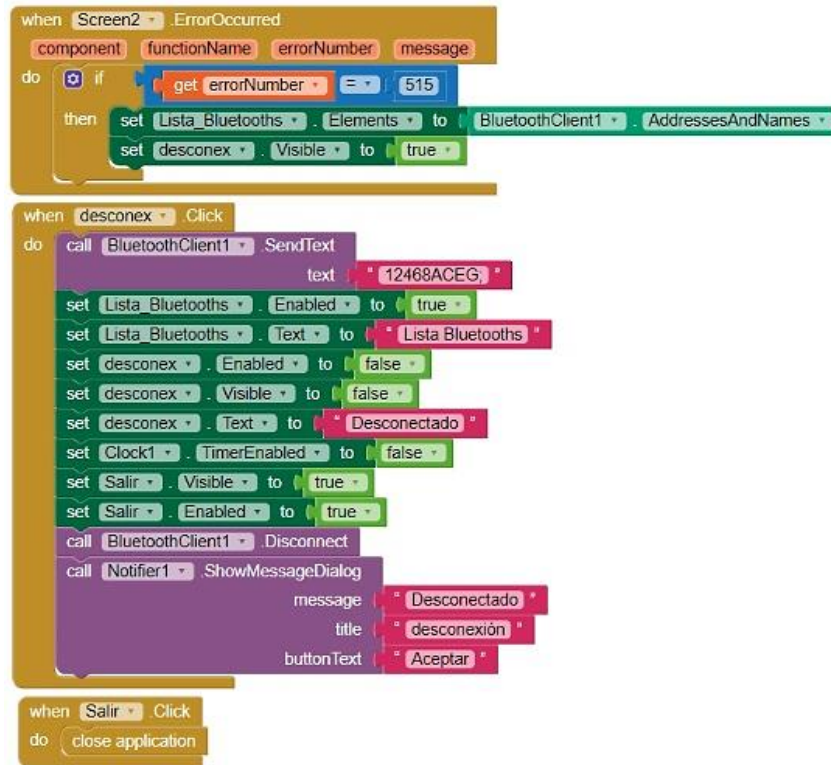 when Screen2 .ErrorOccurred
component functionName errorNumber message
do if get errorNumber = 515
then set Lista_Bluetooths . Elements to BluetoothClient1 . AddressesAndNames
set desconex . Visible to true
when desconex .Click
do call BluetoothClient1 .SendText
text " 12468ACEG; "
set Lista_Bluetooths . Enabled to true
set Lista_Bluetooths . Text to " Lista Bluetooths "
set desconex . Enabled to false
set desconex . Visible to false
set desconex . Text to " Desconectado "
set Clock1 . TimerEnabled to false
set Salir . Visible to true
set Salir . Enabled to true
call BluetoothClient1 .Disconnect
call Notifier1 .ShowMessageDialog
message " Desconectado "
title " desconexión "
buttonText " Aceptar "
when Salir .Click
do close application